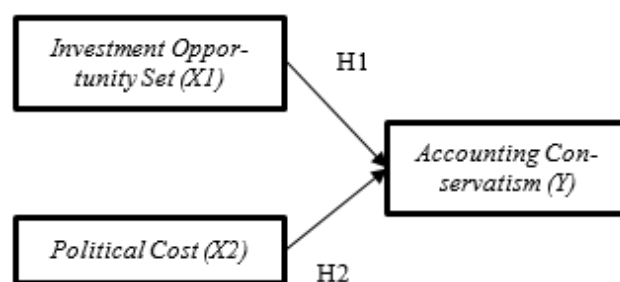 Investment Oppor-
tunity Set (X1)
H1
Accounting Con-
servatism (Y)
Political Cost (X2)
H2